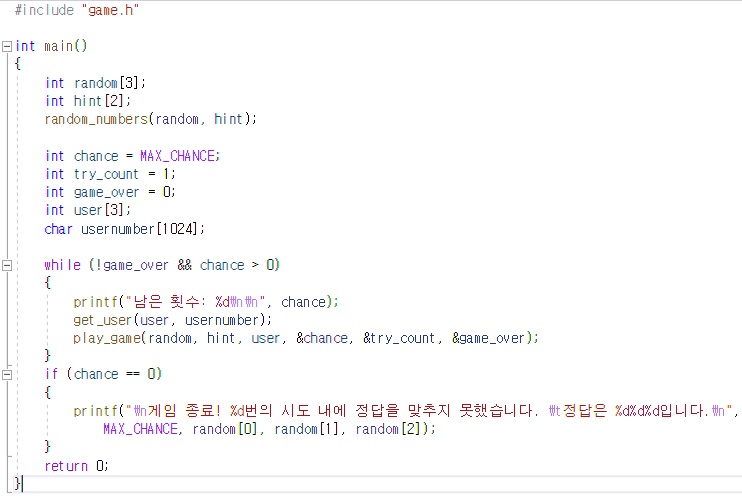 #include "game.h"
int main()
{
int random[3];
int hint[2];
random_numbers(random, hint);
int chance = MAX_CHANCE;
int try_count = 1;
int game_over = 0;
int user[3];
char usernumber[1024];
while (!game_over && chance > 0)
{
printf("남은 횟수: %d₩n₩n", chance);
get_user(user, usernumber);
play_game(random, hint, user, &chance, &try_count, &game_over);
}
if (chance == 0)
{
printf("₩n게임 종료! %d번의 시도 내에 정답을 맞추지 못했습니다. ₩t정답은 %d%d%d입니다.₩n",
MAX_CHANCE, random[0], random[1], random[2]);
}
return 0;
}